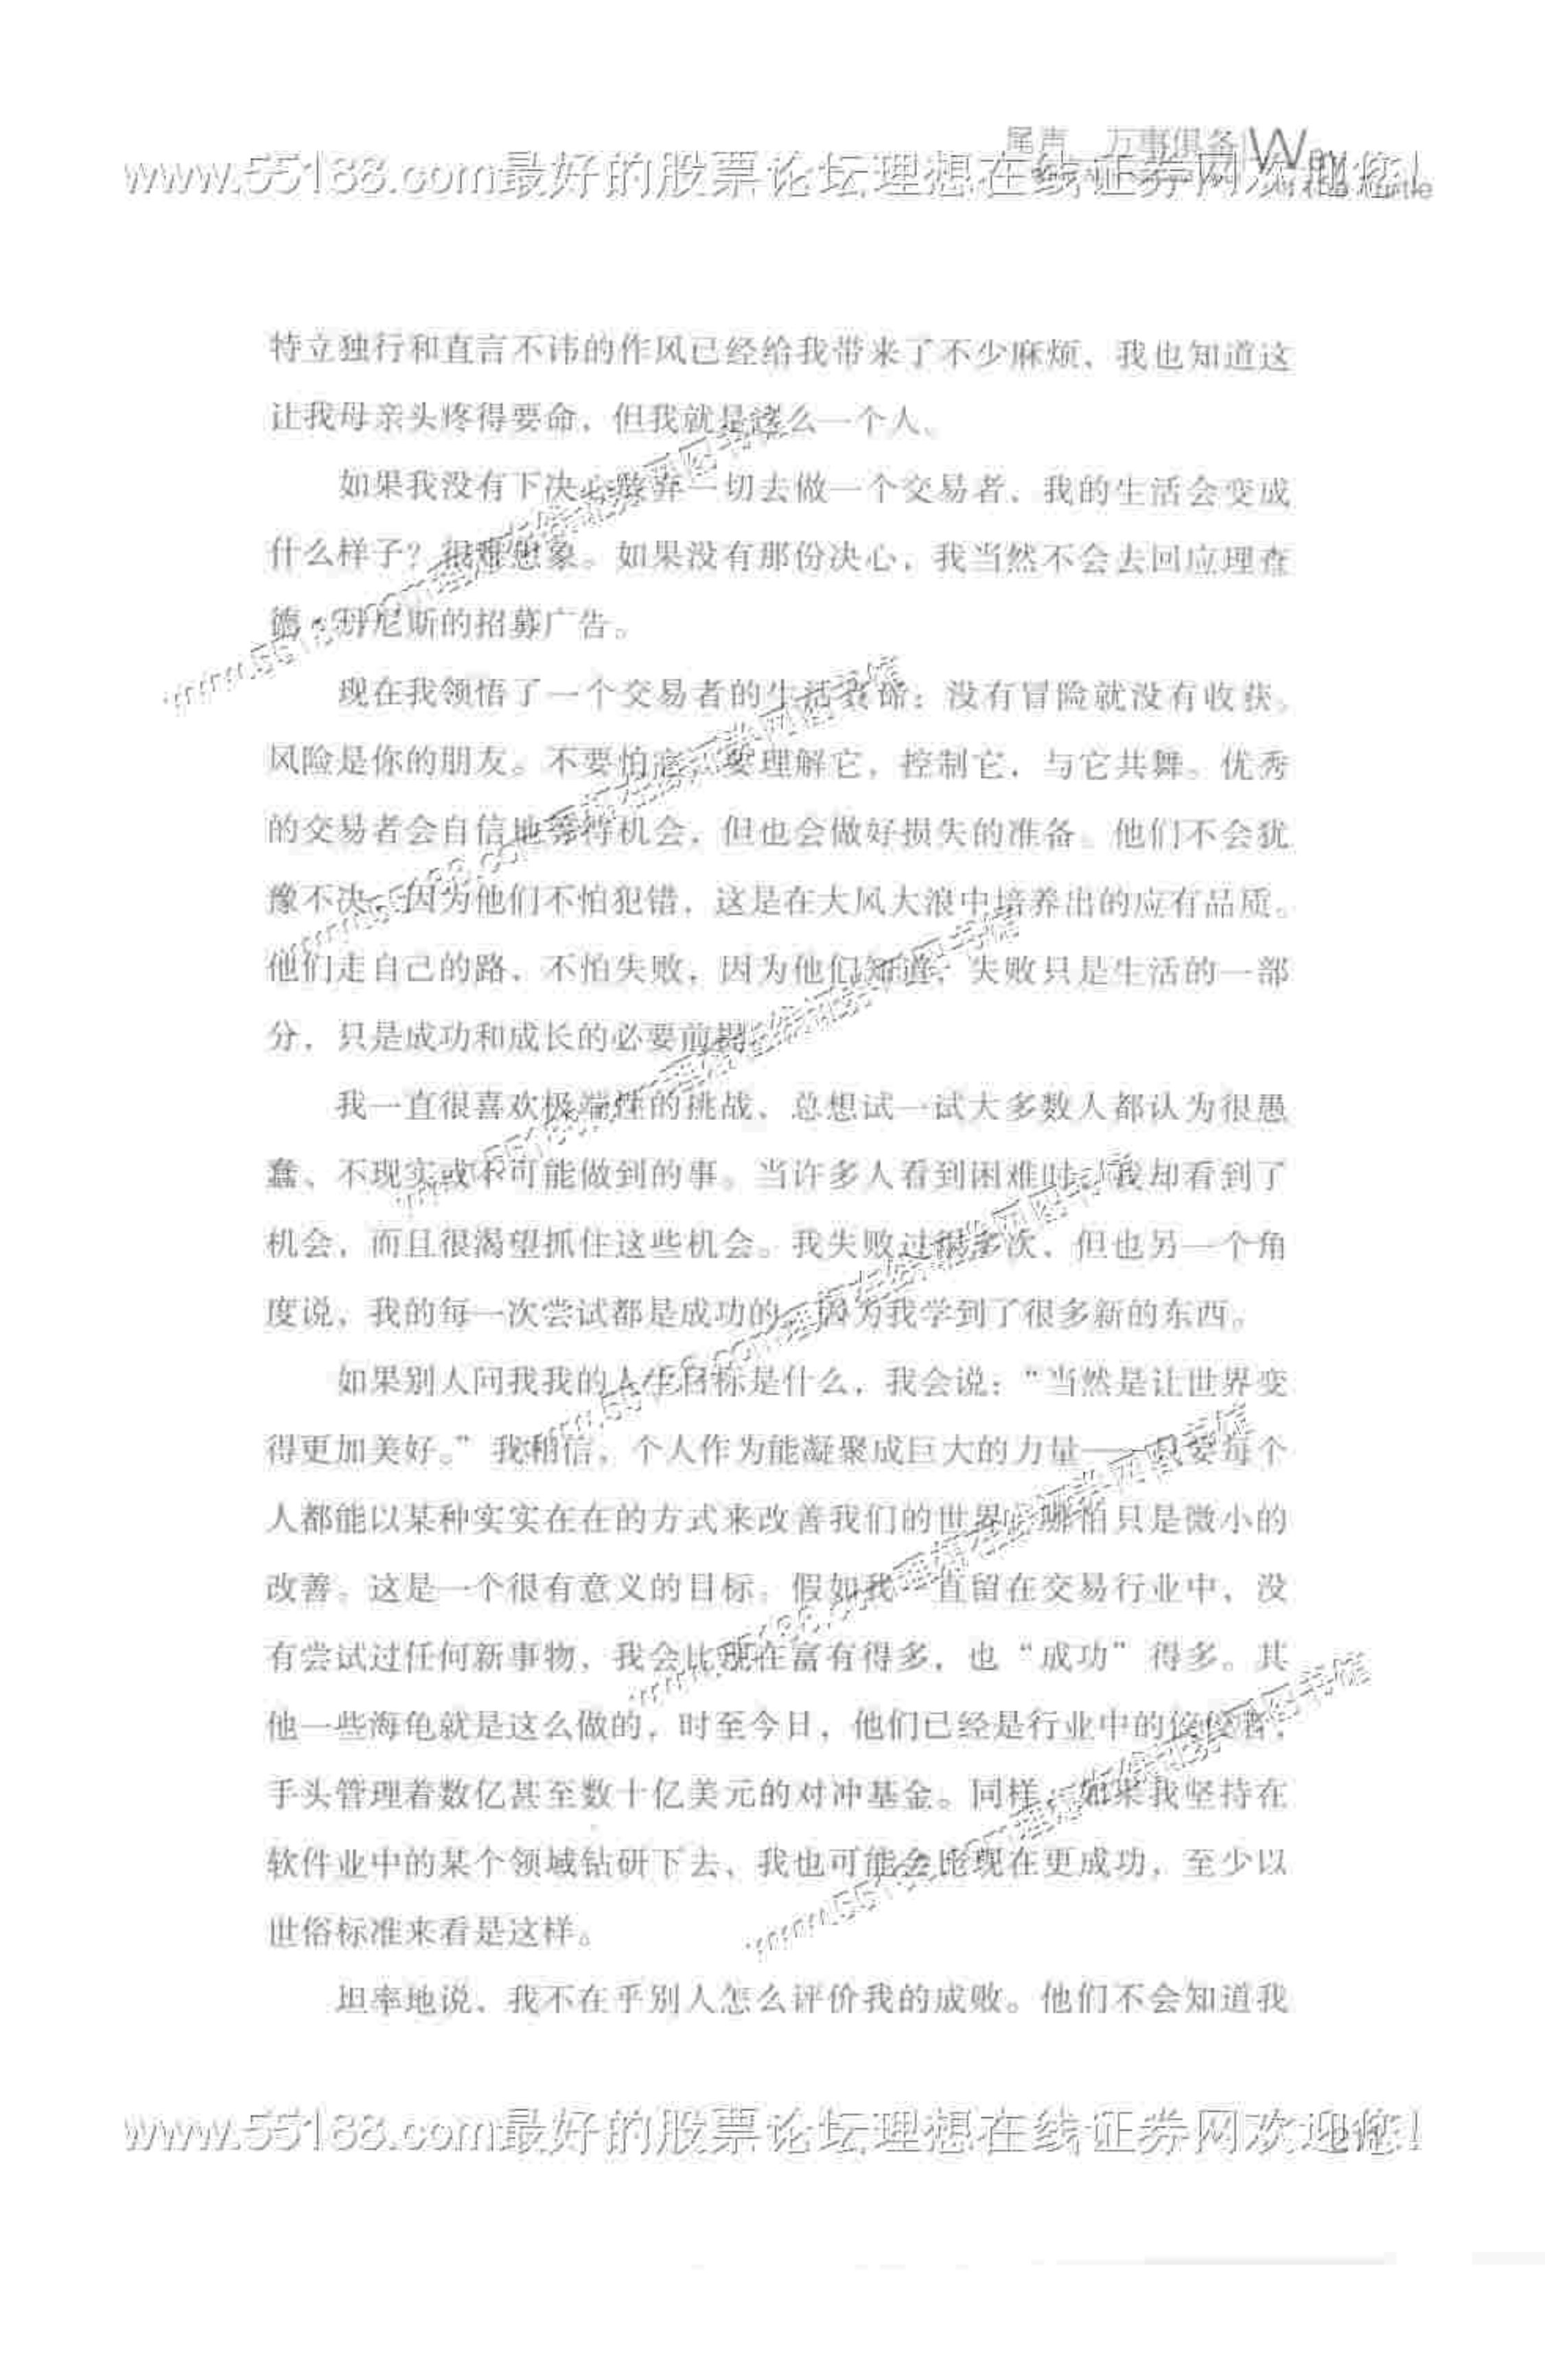 尾声 万事俱备
Way
www.55188.com最好的股票论坛理想在线证券网欢迎您!
特立独行和直言不讳的作风已经给我带来了不少麻烦，我也知道这
让我母亲头疼得要命，但我就是这么一个人。
如果我没有下决心放弃一切去做一个交易者，我的生活会变成
什么样子？很难想象。如果没有那份决心，我当然不会去回应理查
德·丹尼斯的招募广告。
现在我领悟了一个交易者的生活真谛：没有冒险就没有收获。
风险是你的朋友。不要怕它，要理解它，控制它，与它共舞。优秀
的交易者会自信地等待机会，但也会做好损失的准备。他们不会犹
豫不决，因为他们不怕犯错，这是在大风大浪中培养出的应有品质。
他们走自己的路，不怕失败，因为他们知道，失败只是生活的一部
分，只是成功和成长的必要前提。
我一直很喜欢极端性的挑战，总想试一试大多数人都认为很愚
蠢、不现实或不可能做到的事。当许多人看到困难时，我却看到了
机会，而且很渴望抓住这些机会。我失败过很多次，但也另一个角
度说，我的每一次尝试都是成功的，因为我学到了很多新的东西。
如果别人问我我的人生目标是什么，我会说：“当然是让世界变
得更加美好。”我相信，个人作为能凝聚成巨大的力量——只要每个
人都能以某种实实在在的方式来改善我们的世界，哪怕只是微小的
改善。这是一个很有意义的目标。假如我一直留在交易行业中，没
有尝试过任何新事物，我会比现在富有得多，也“成功”得多。其
他一些海龟就是这么做的，时至今日，他们已经是行业中的佼佼者，
手头管理着数亿甚至数十亿美元的对冲基金。同样，如果我坚持在
软件业中的某个领域钻研下去，我也可能会比现在更成功，至少以
世俗标准来看是这样。
坦率地说，我不在乎别人怎么评价我的成败。他们不会知道我
www.55188.com最好的股票论坛理想在线证券网欢迎您!